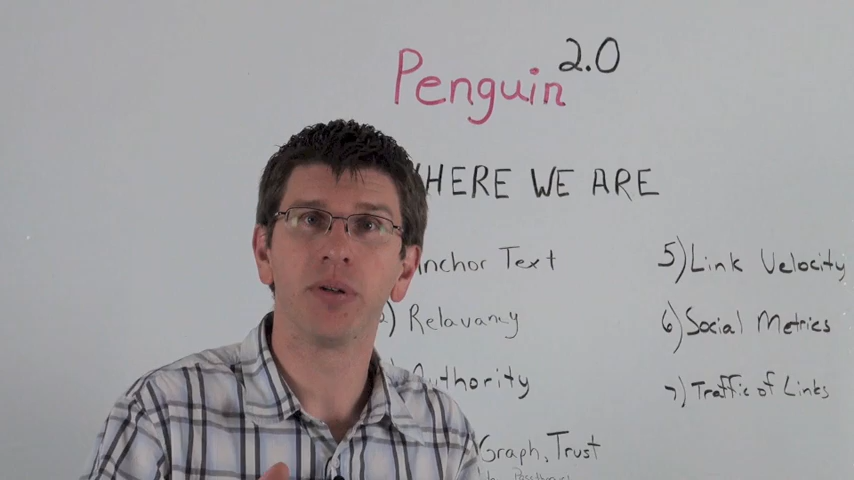 Penguin 2.0
HERE WE ARE
nchor Text
) Relavancy
uthority
Graph, Trust
5) Link Velocity
6) Social Metrics
7) Traffic of Links